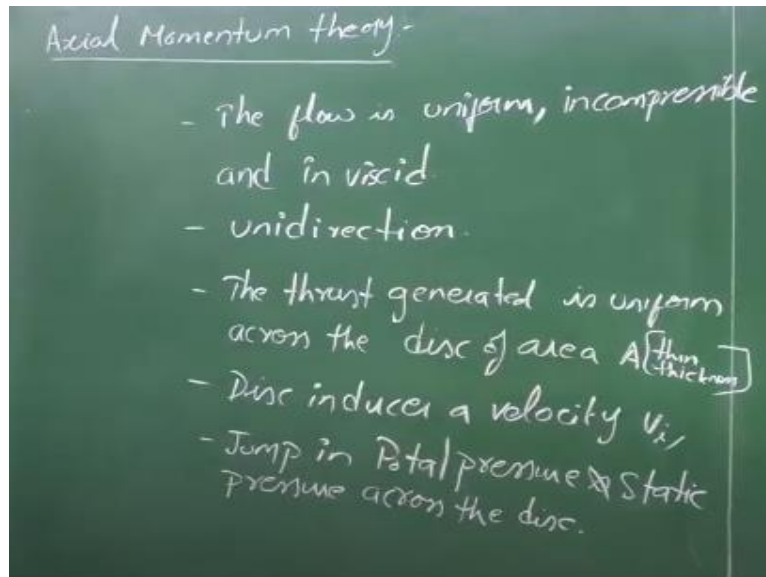 Axial Momentum theory-
- The flow is uniform, incompressible
and inviscid
- unidirection.
- The thrust generated is uniform
across the disc of area A [thin
thickness]
- Disc induces a velocity Vi,
- Jump in Total pressure & Static
pressure across the disc.